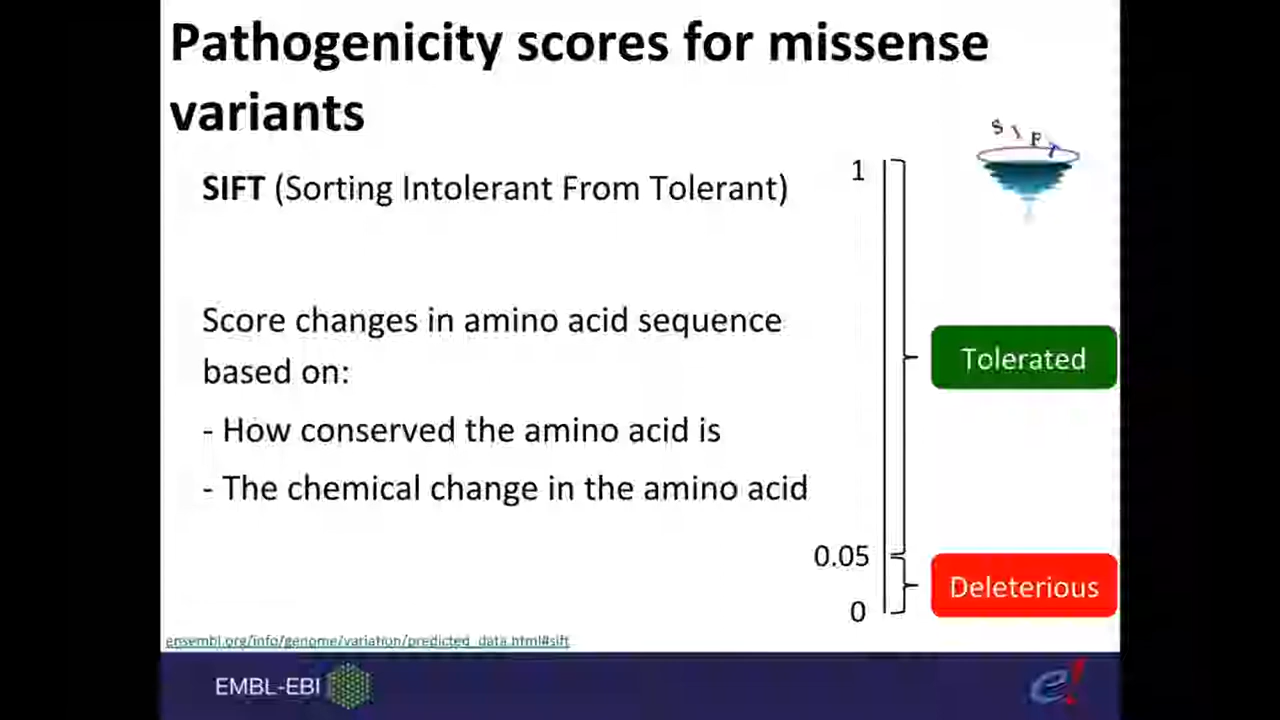 Pathogenicity scores for missense
variants
SIFT
SIFT (Sorting Intolerant From Tolerant)
1
Score changes in amino acid sequence
based on:
Tolerated
- How conserved the amino acid is
- The chemical change in the amino acid
0.05
Deleterious
0
ensembl.org/info/genome/variation/predicted_data.html#sift
EMBL-EBI
e!